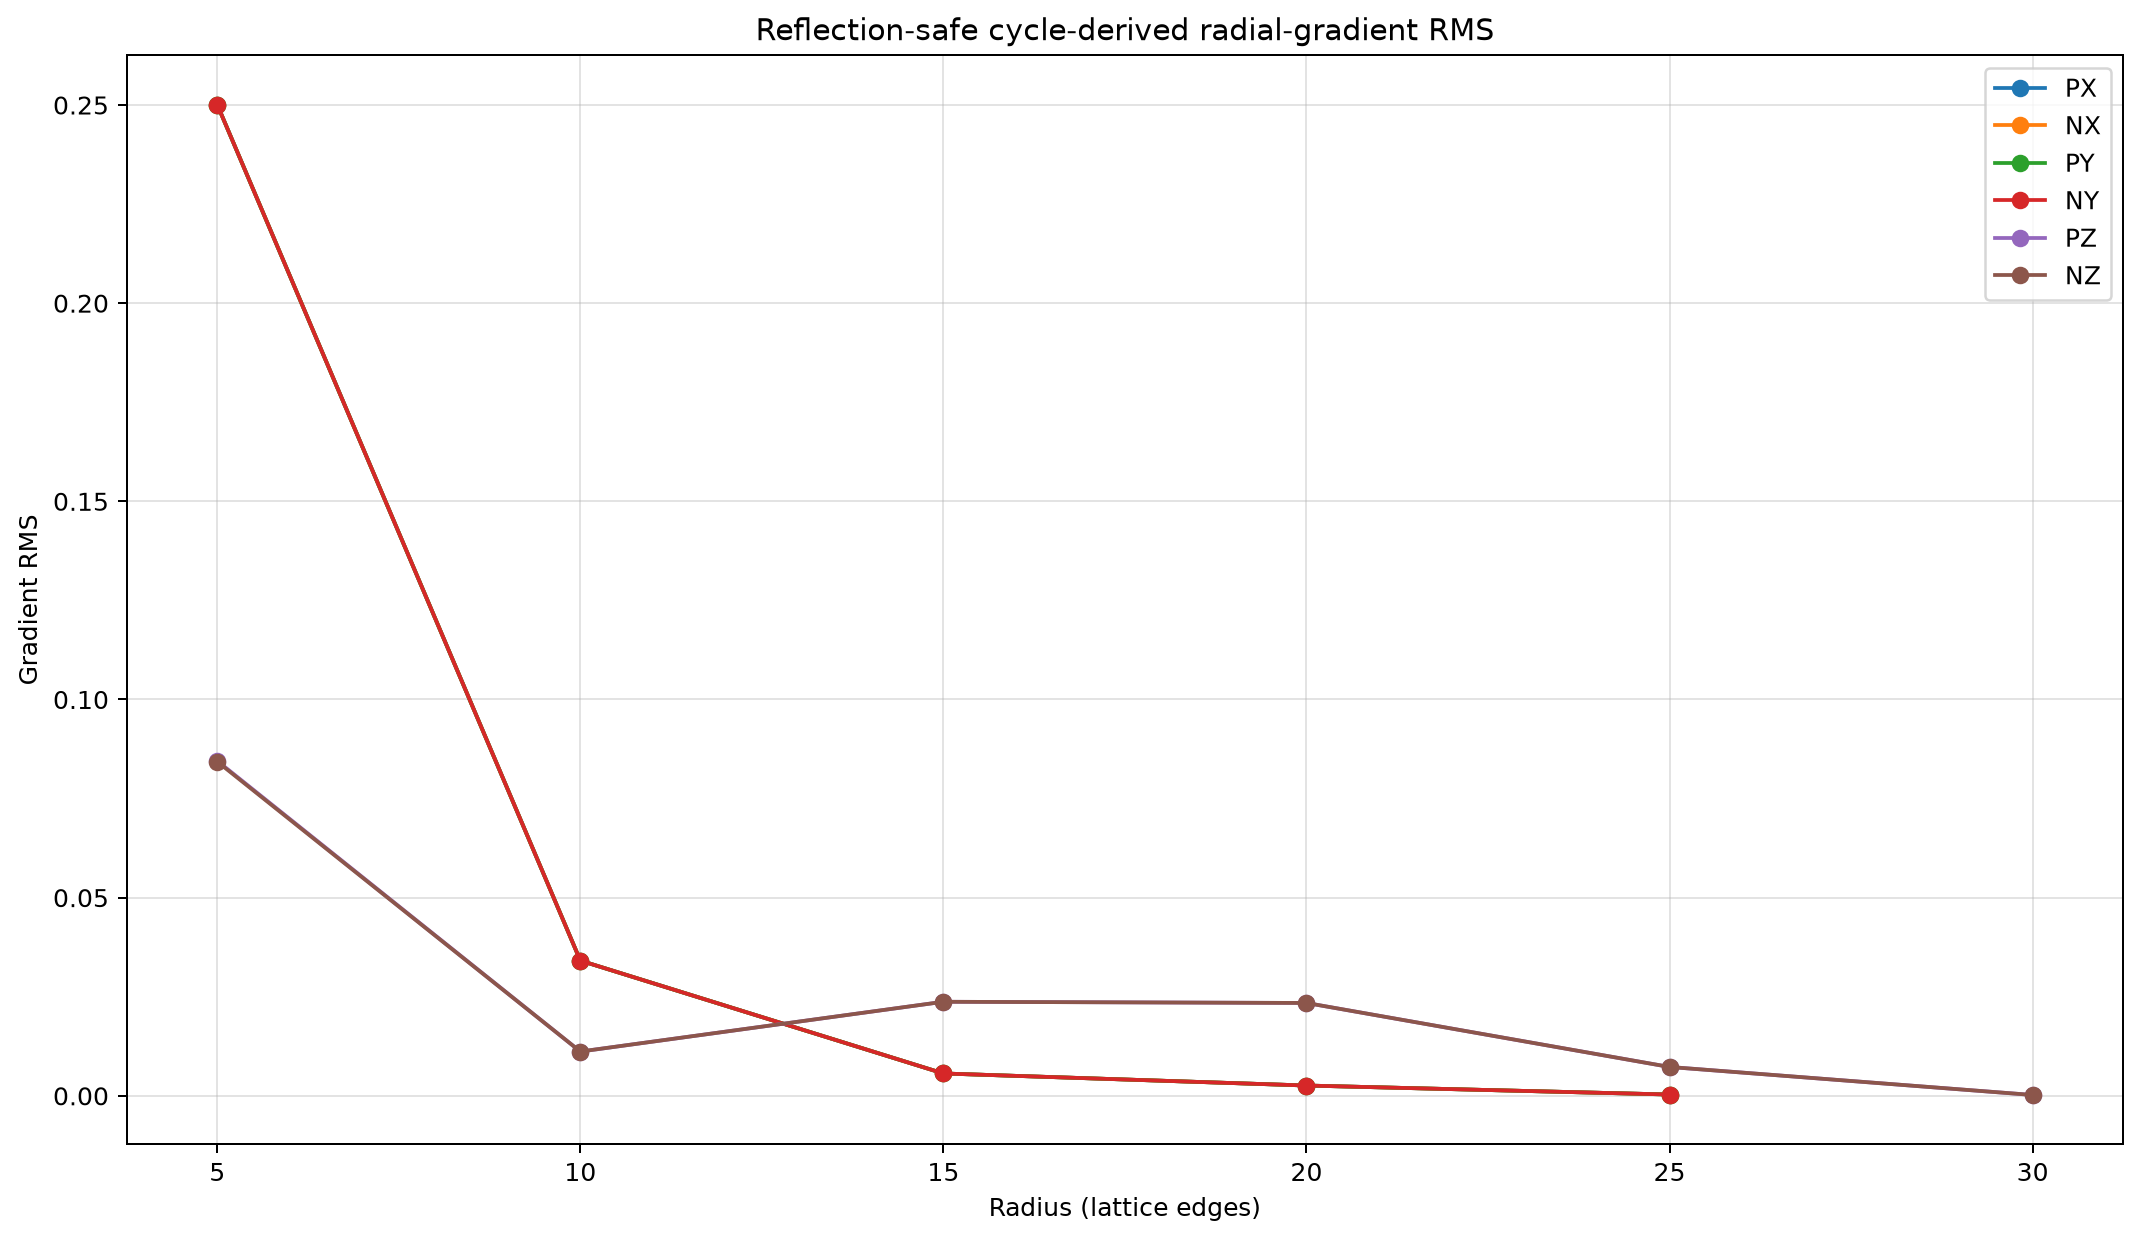 Reflection-safe cycle-derived radial-gradient RMS
PX
NX
PY
NY
PZ
NZ
0.25
0.20
0.15
0.10
0.05
0.00
Gradient RMS
5 10 15 20 25 30
Radius (lattice edges)